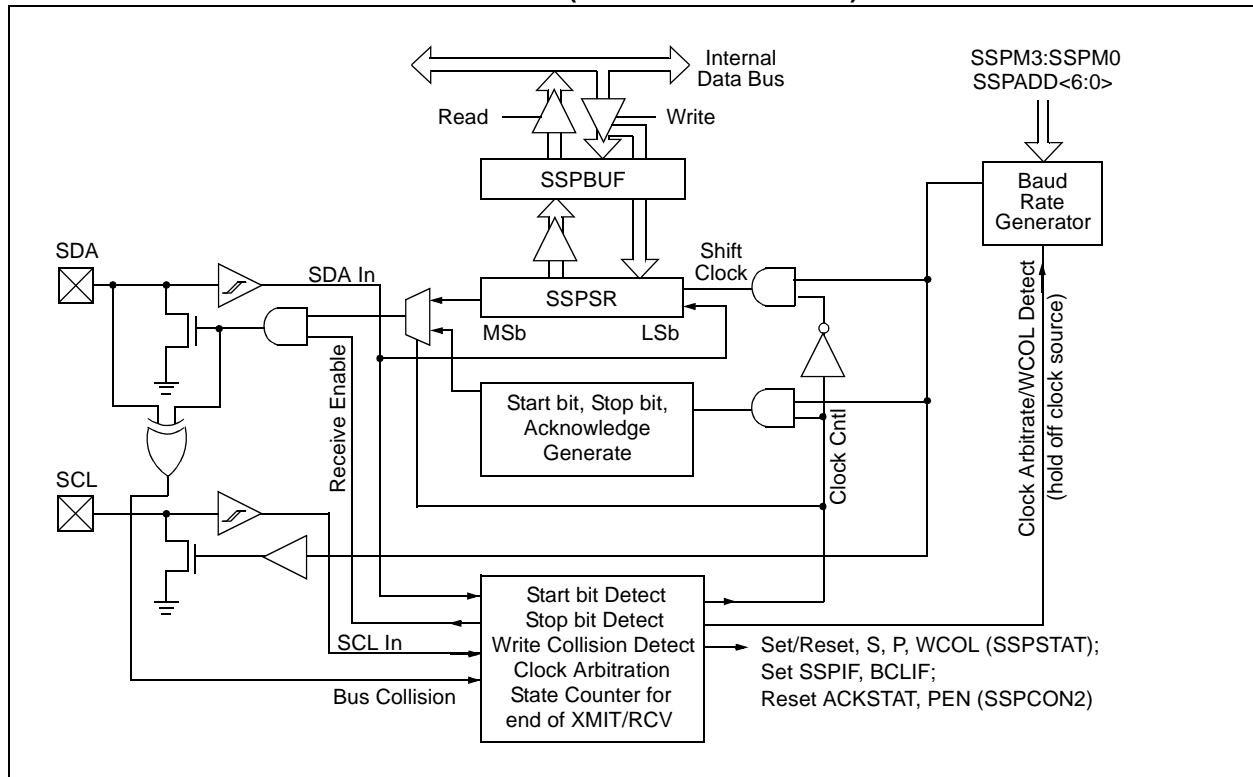 Internal
Data Bus
SSPM3:SSPM0
SSPADD<6:0>
Read
Write
SSPBUF
Baud
Rate
Generator
SDA
SDA In
Shift
Clock
SSPSR
MSb
LSb
Receive Enable
Start bit, Stop bit,
Acknowledge
Generate
Clock Cntl
Clock Arbitrate/WCOL Detect
(hold off clock source)
SCL
SCL In
Bus Collision
Start bit Detect
Stop bit Detect
Write Collision Detect
Clock Arbitration
State Counter for
end of XMIT/RCV
Set/Reset, S, P, WCOL (SSPSTAT);
Set SSPIF, BCLIF;
Reset ACKSTAT, PEN (SSPCON2)